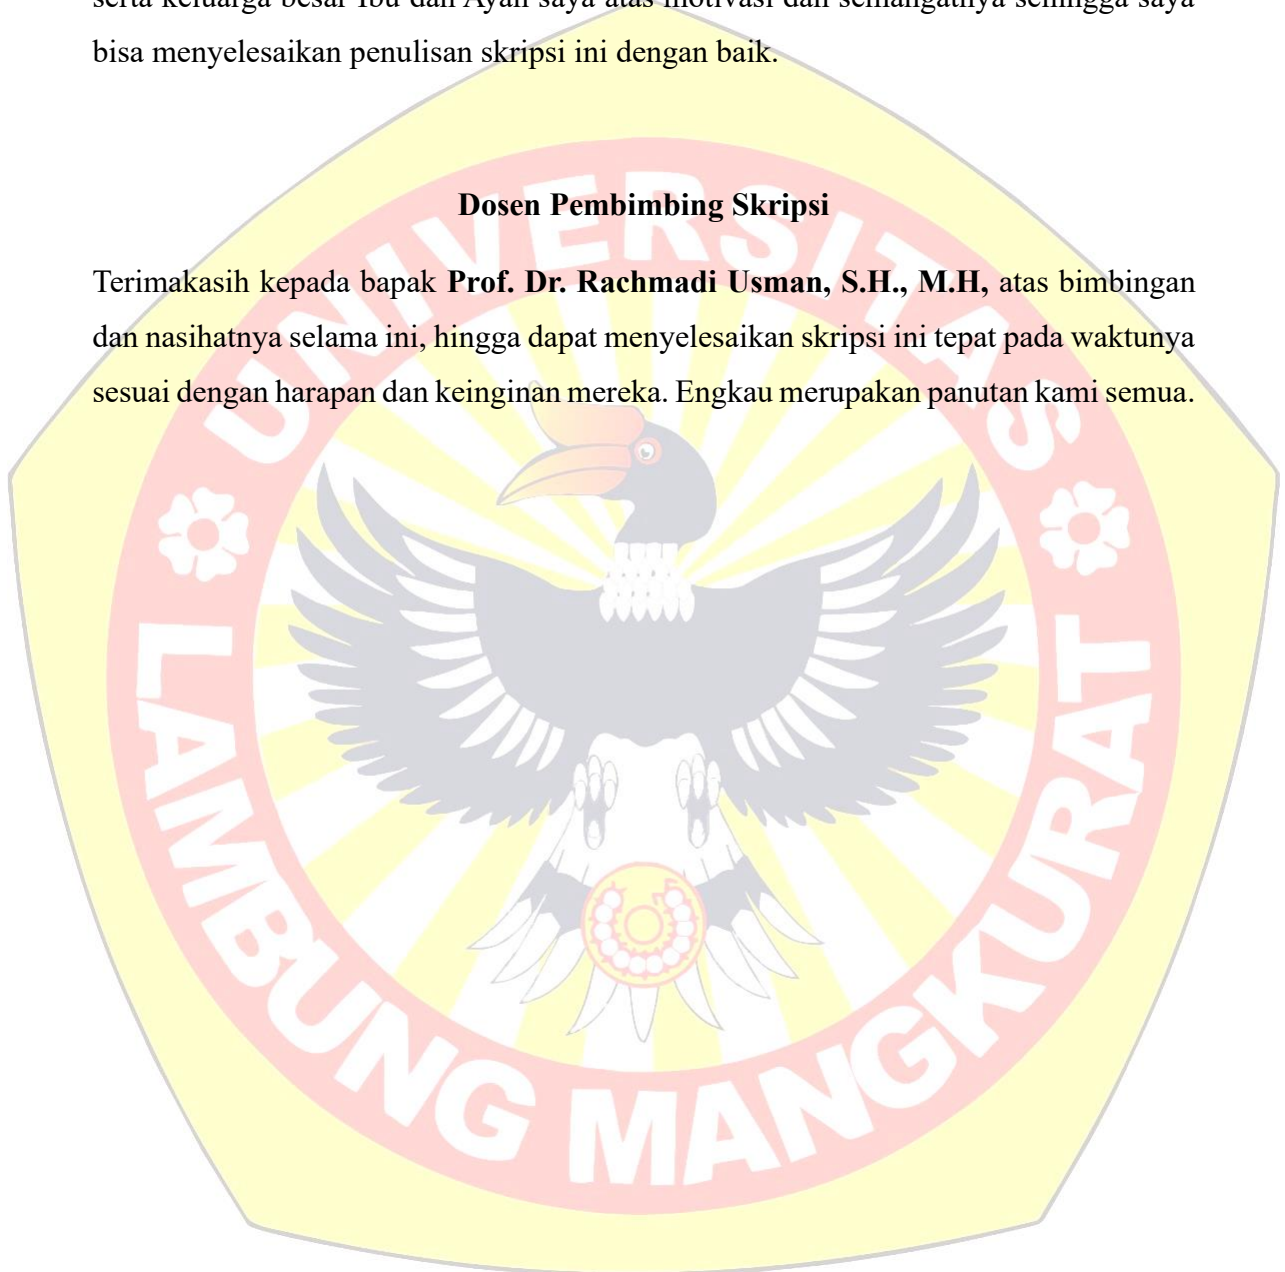 serta keluarga besar Ibu dan Ayah saya atas motivasi dan semangatnya sehingga saya
bisa menyelesaikan penulisan skripsi ini dengan baik.
Dosen Pembimbing Skripsi
Terimakasih kepada bapak Prof. Dr. Rachmadi Usman, S.H., M.H, atas bimbingan
dan nasihatnya selama ini, hingga dapat menyelesaikan skripsi ini tepat pada waktunya
sesuai dengan harapan dan keinginan mereka. Engkau merupakan panutan kami semua.
UNIVERSITAS
LAMBUNG MANGKURAT